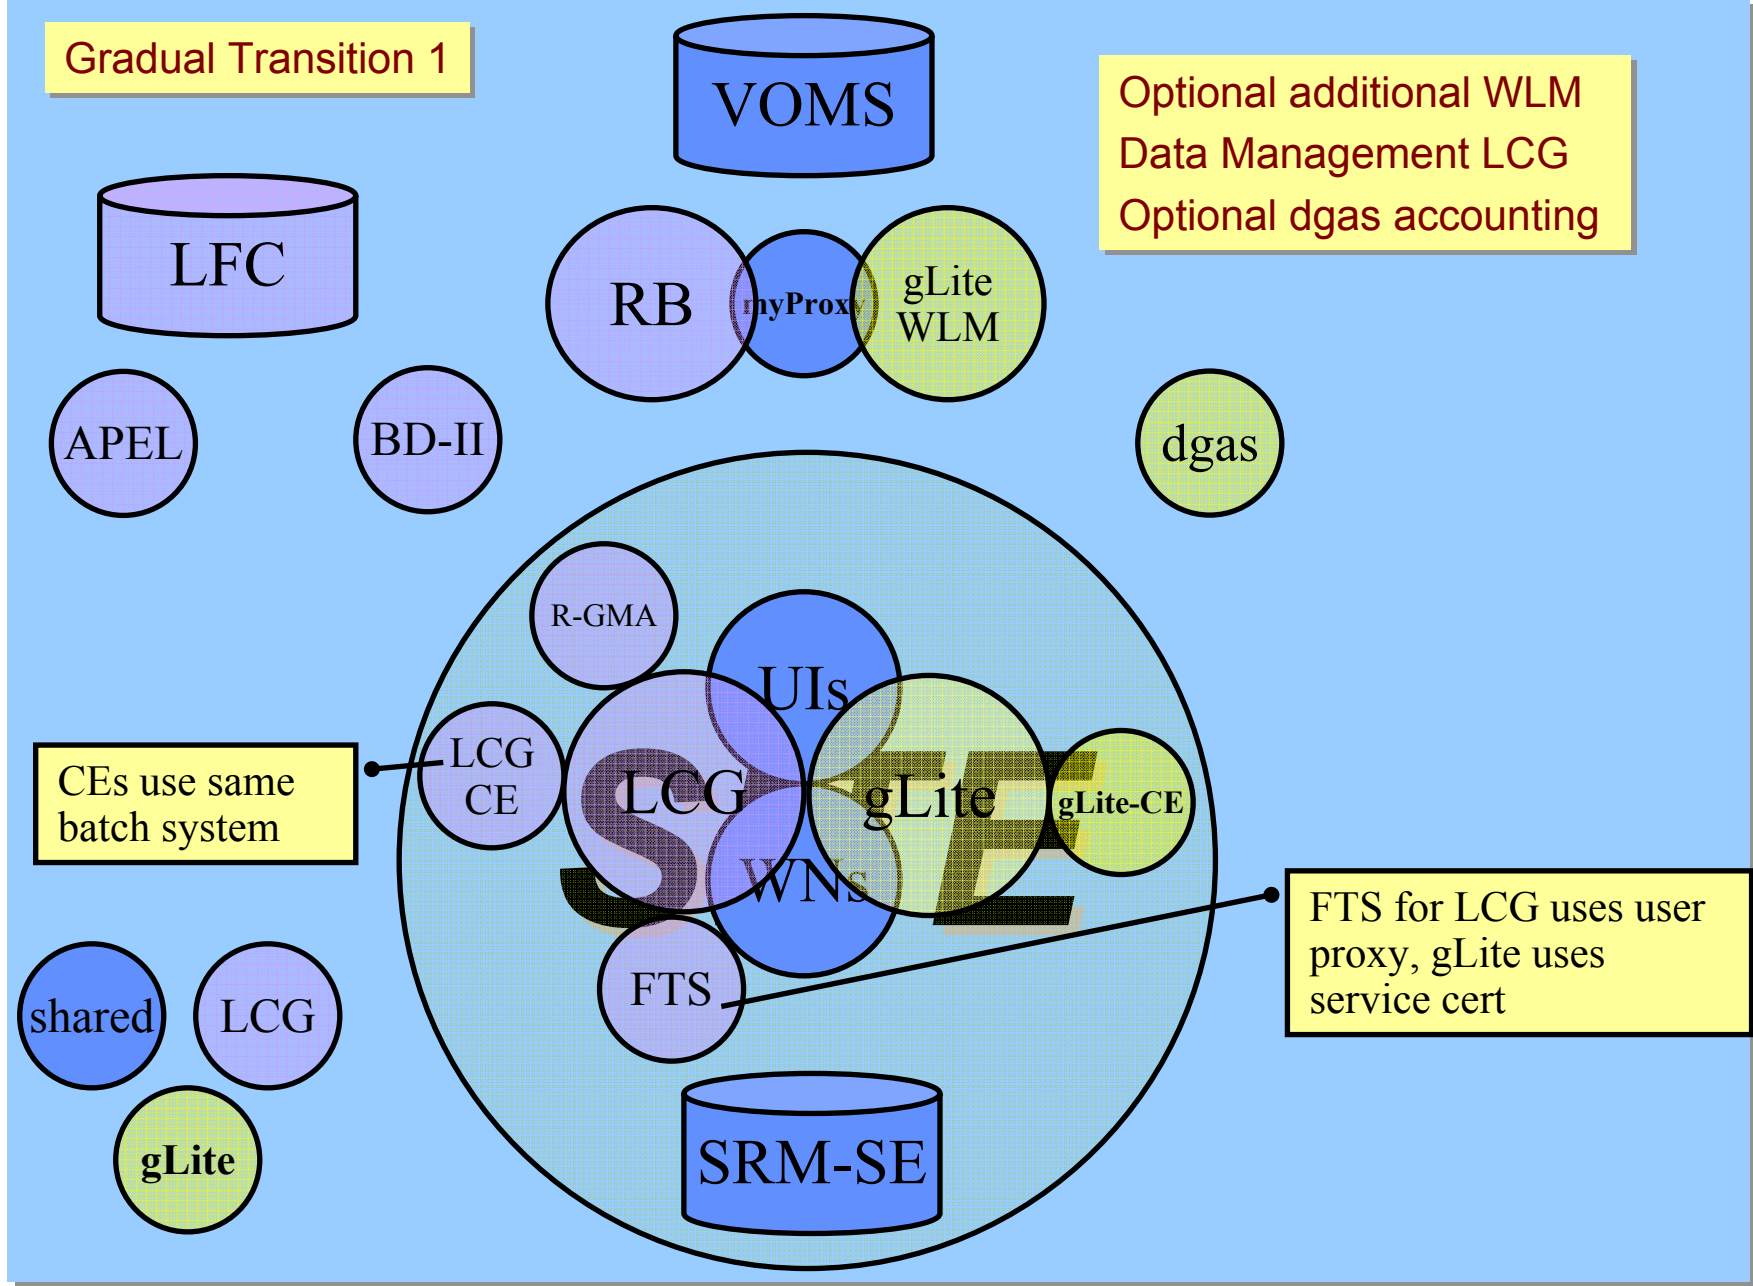 Gradual Transition 1
VOMS
Optional additional WLM
Data Management LCG
Optional dgas accounting
LFC
RB
myProxy
gLite
WLM
APEL
BD-II
dgas
R-GMA
UIs
LCG
CE
LCG
gLite
gLite-CE
SITE
CEs use same
batch system
WNs
FTS for LCG uses user
proxy, gLite uses
service cert
FTS
shared
LCG
gLite
SRM-SE